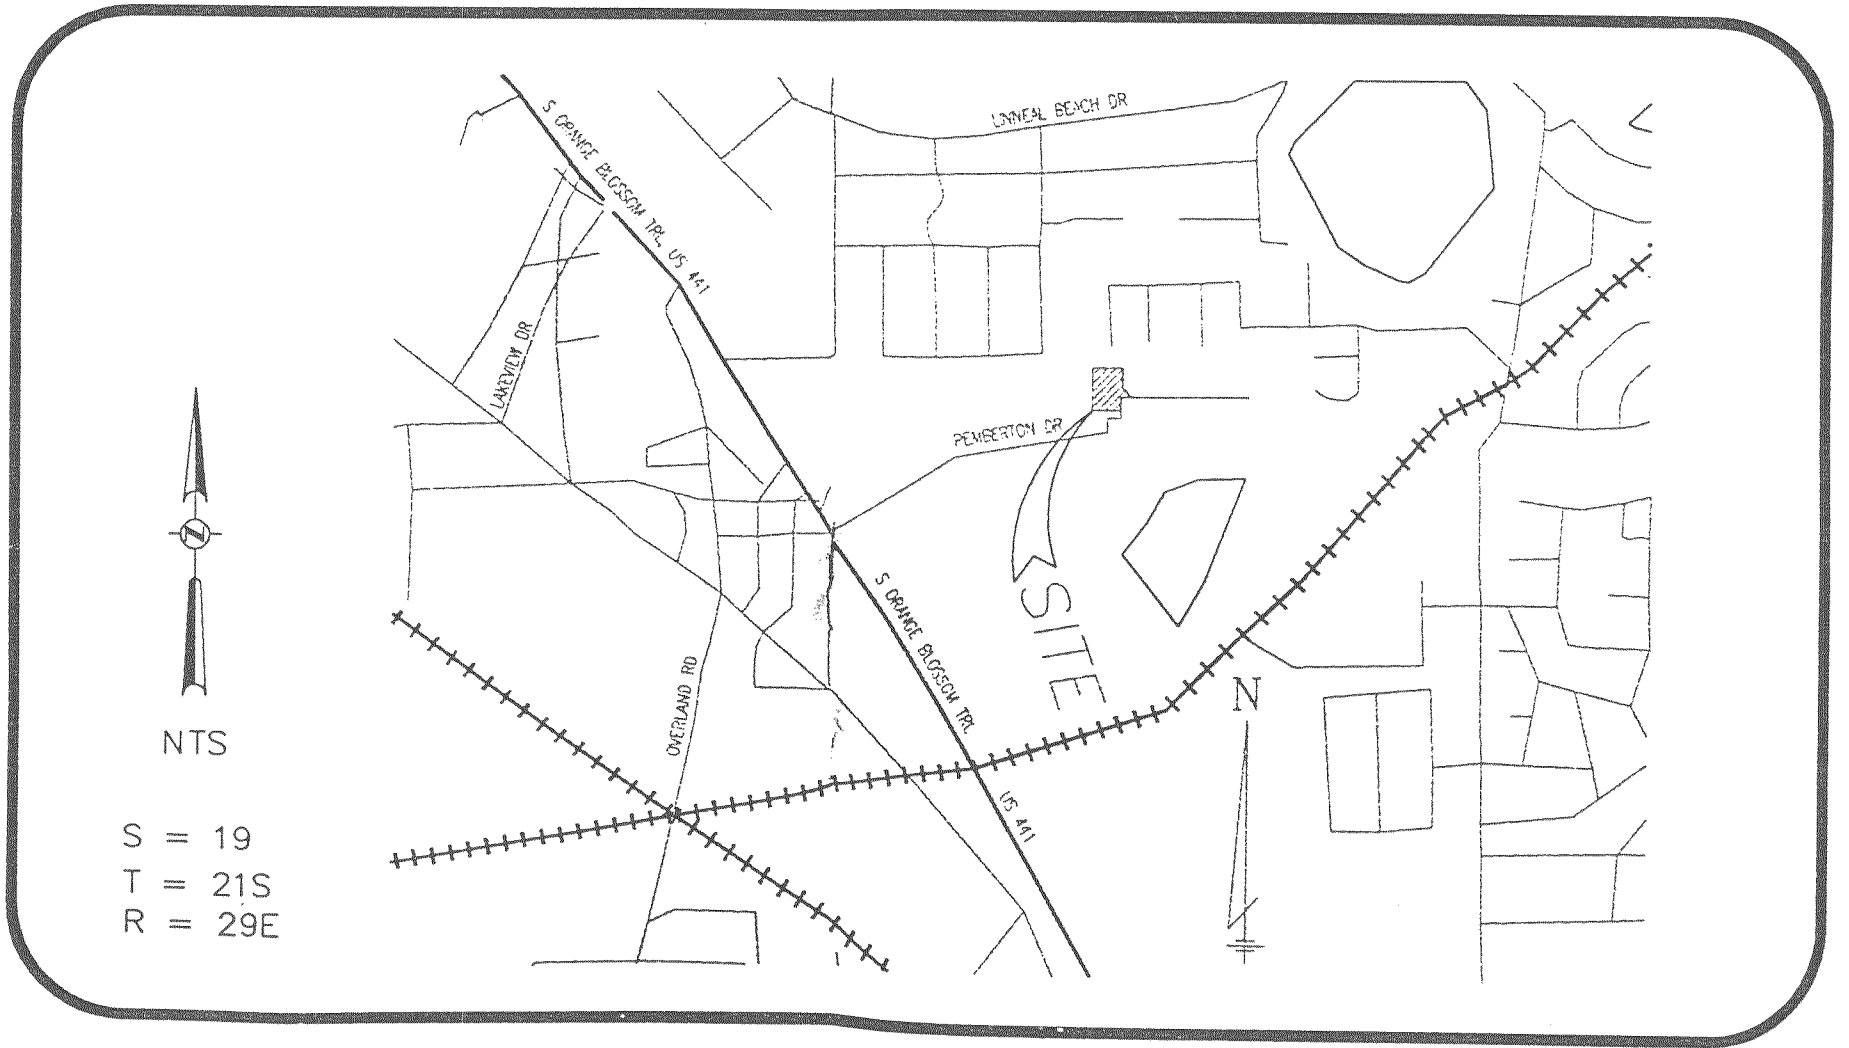 S ORANGE BLOSSOM TRL, US 441
LINNEAL BEACH DR
LAKEVIEW DR
PEMBERTON DR
S ORANGE BLOSSOM TRL
SITE
OVERLAND RD
N
US 441
Z
NTS
S = 19
T = 21S
R = 29E